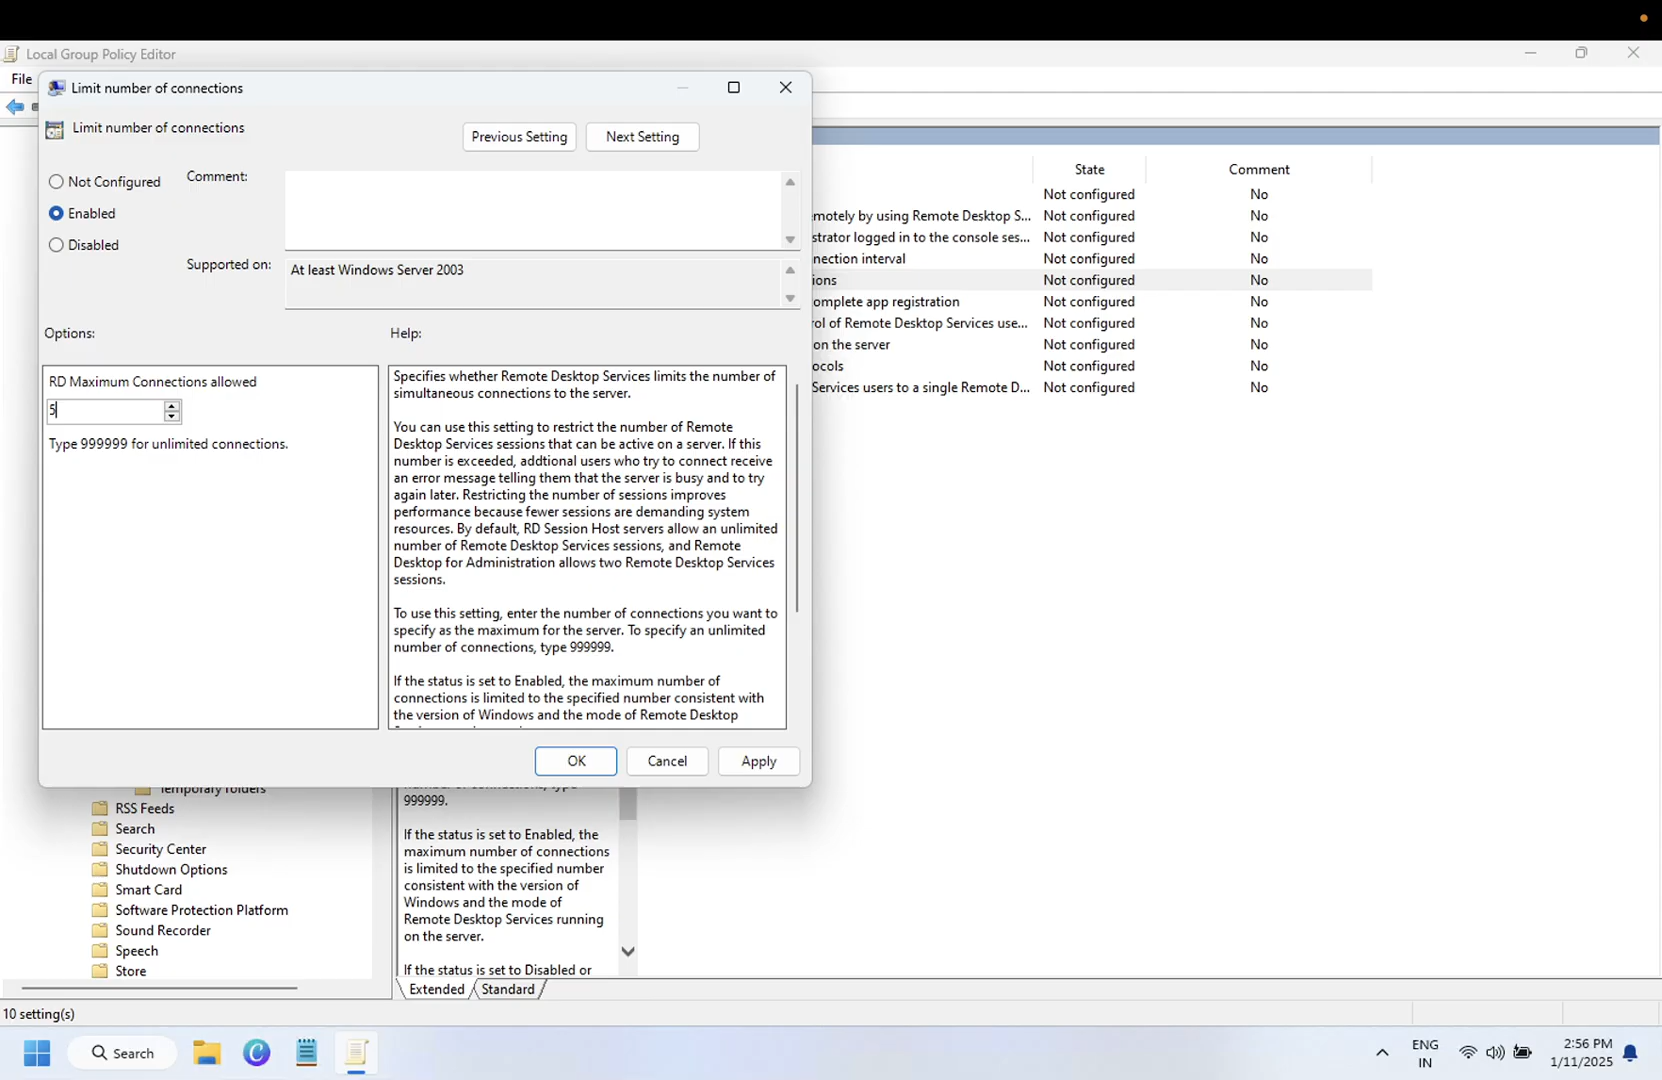 Local Group Policy Editor
File
Limit number of connections
Limit number of connections
Previous Setting
Next Setting
Not Configured
Enabled
Disabled
Comment:
Supported on:
At least Windows Server 2003
Options:
Help:
RD Maximum Connections allowed
5
Type 999999 for unlimited connections.
Specifies whether Remote Desktop Services limits the number of
simultaneous connections to the server.
You can use this setting to restrict the number of Remote
Desktop Services sessions that can be active on a server. If this
number is exceeded, addtional users who try to connect receive
an error message telling them that the server is busy and to try
again later. Restricting the number of sessions improves
performance because fewer sessions are demanding system
resources. By default, RD Session Host servers allow an unlimited
number of Remote Desktop Services sessions, and Remote
Desktop for Administration allows two Remote Desktop Services
sessions.
To use this setting, enter the number of connections you want to
specify as the maximum for the server. To specify an unlimited
number of connections, type 999999.
If the status is set to Enabled, the maximum number of
connections is limited to the specified number consistent with
the version of Windows and the mode of Remote Desktop
OK
Cancel
Apply
State
Comment
Not configured No
emotely by using Remote Desktop S... Not configured No
strator logged in to the console ses... Not configured No
nection interval Not configured No
ions Not configured No
omplete app registration Not configured No
rol of Remote Desktop Services use... Not configured No
on the server Not configured No
ocols Not configured No
Services users to a single Remote D... Not configured No
Temporary folders
RSS Feeds
Search
Security Center
Shutdown Options
Smart Card
Software Protection Platform
Sound Recorder
Speech
Store
number of connections, type
999999.
If the status is set to Enabled, the
maximum number of connections
is limited to the specified number
consistent with the version of
Windows and the mode of
Remote Desktop Services running
on the server.
If the status is set to Disabled or
Extended
Standard
10 setting(s)
Search
ENG
IN
2:56 PM
1/11/2025